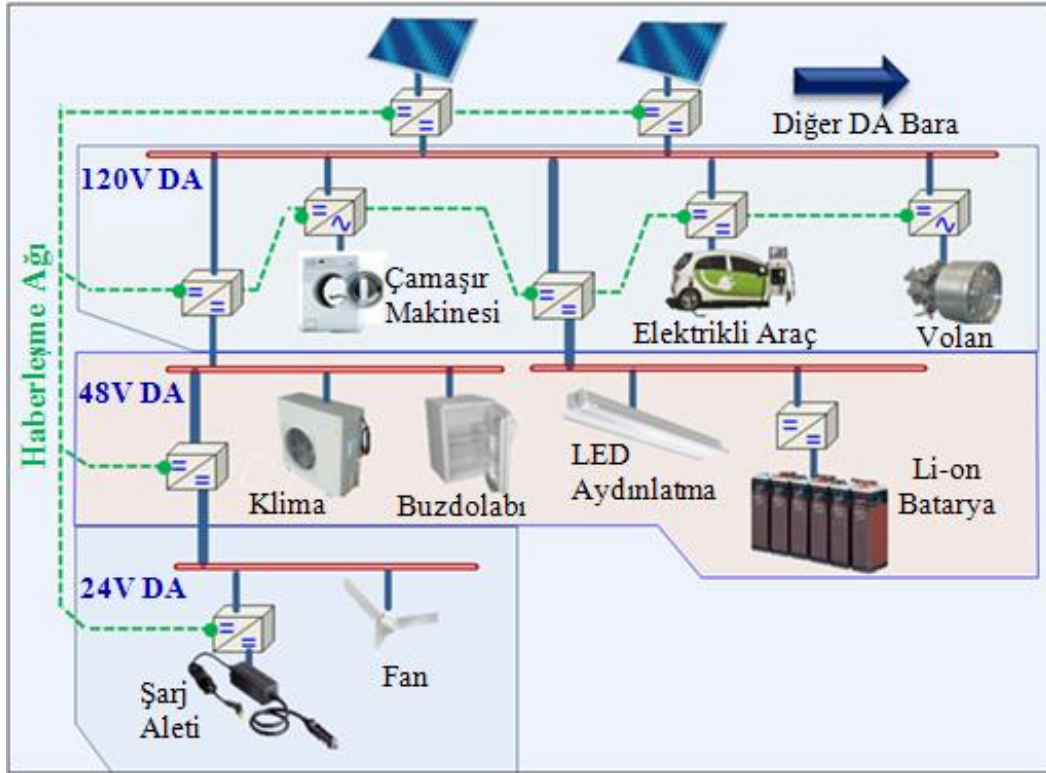 Diğer DA Bara
120V DA
Haberleşme Ağı
Çamaşır
Makinesi
Elektrikli Araç
Volan
48V DA
Klima
Buzdolabı
LED
Aydınlatma
Li-on
Batarya
24V DA
Şarj
Aleti
Fan